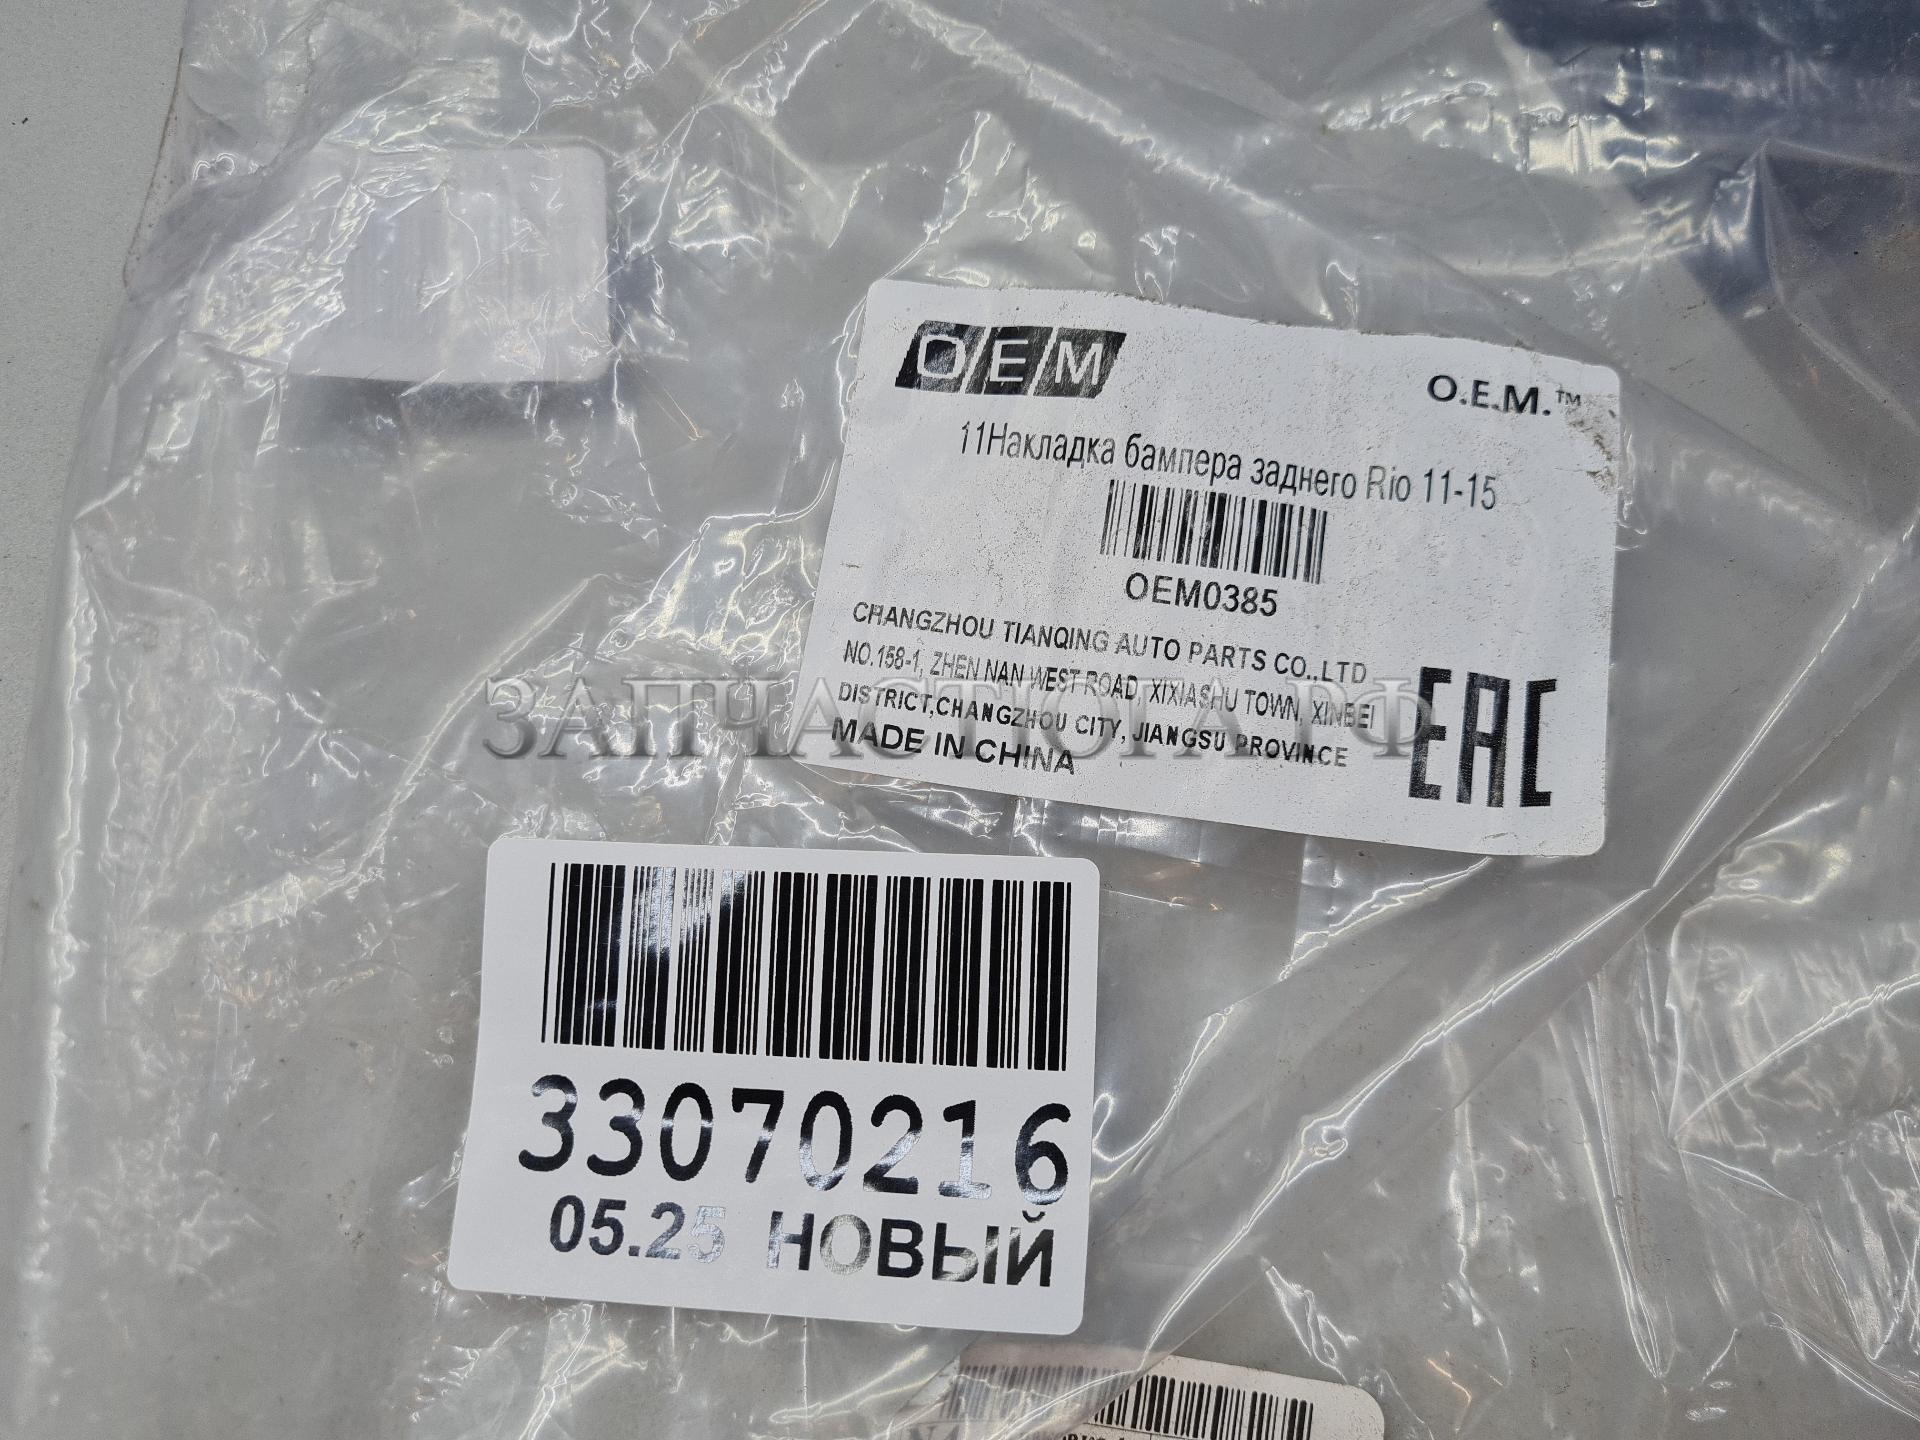 OEM
O.E.M.™
11Накладка бампера заднего Rio 11-15
OEM0385
CHANGZHOU TIANQING AUTO PARTS CO.,LTD
NO.158-1, ZHEN NAN WEST ROAD, XIXIASHU TOWN, XINBEI
DISTRICT,CHANGZHOU CITY, JIANGSU PROVINCE
MADE IN CHINA
EAC
ЗАПЧАСТЮГА.РФ
33070216
05.25 НОВЫЙ